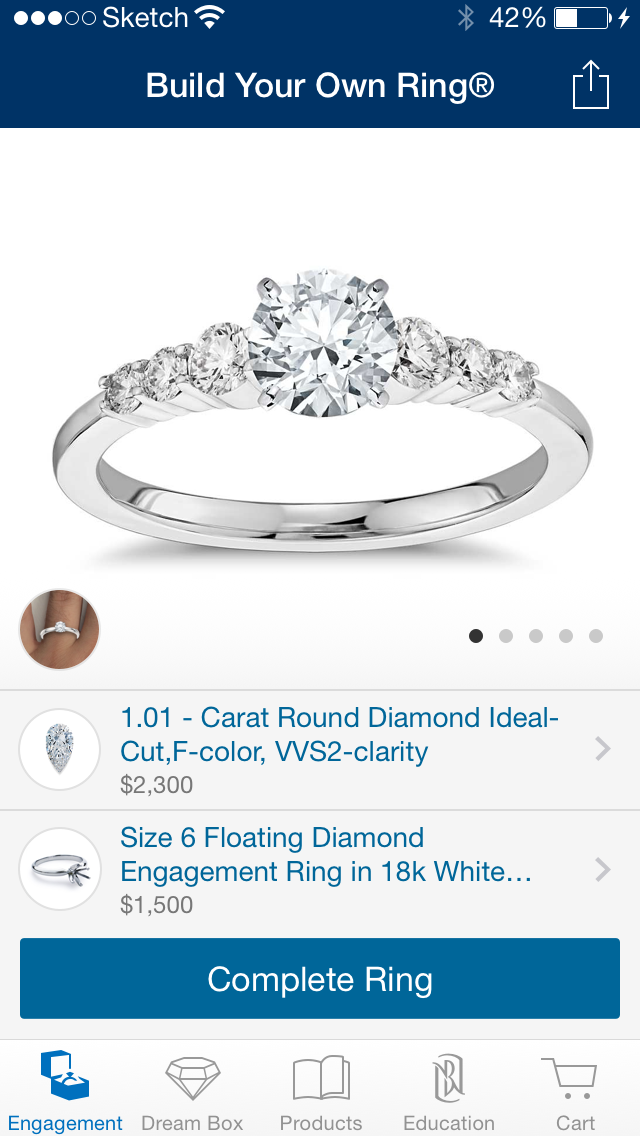 Sketch 42%
Build Your Own Ring®
1.01 - Carat Round Diamond Ideal-
Cut,F-color, VVS2-clarity
$2,300
Size 6 Floating Diamond
Engagement Ring in 18k White...
$1,500
Complete Ring
Engagement Dream Box Products Education Cart